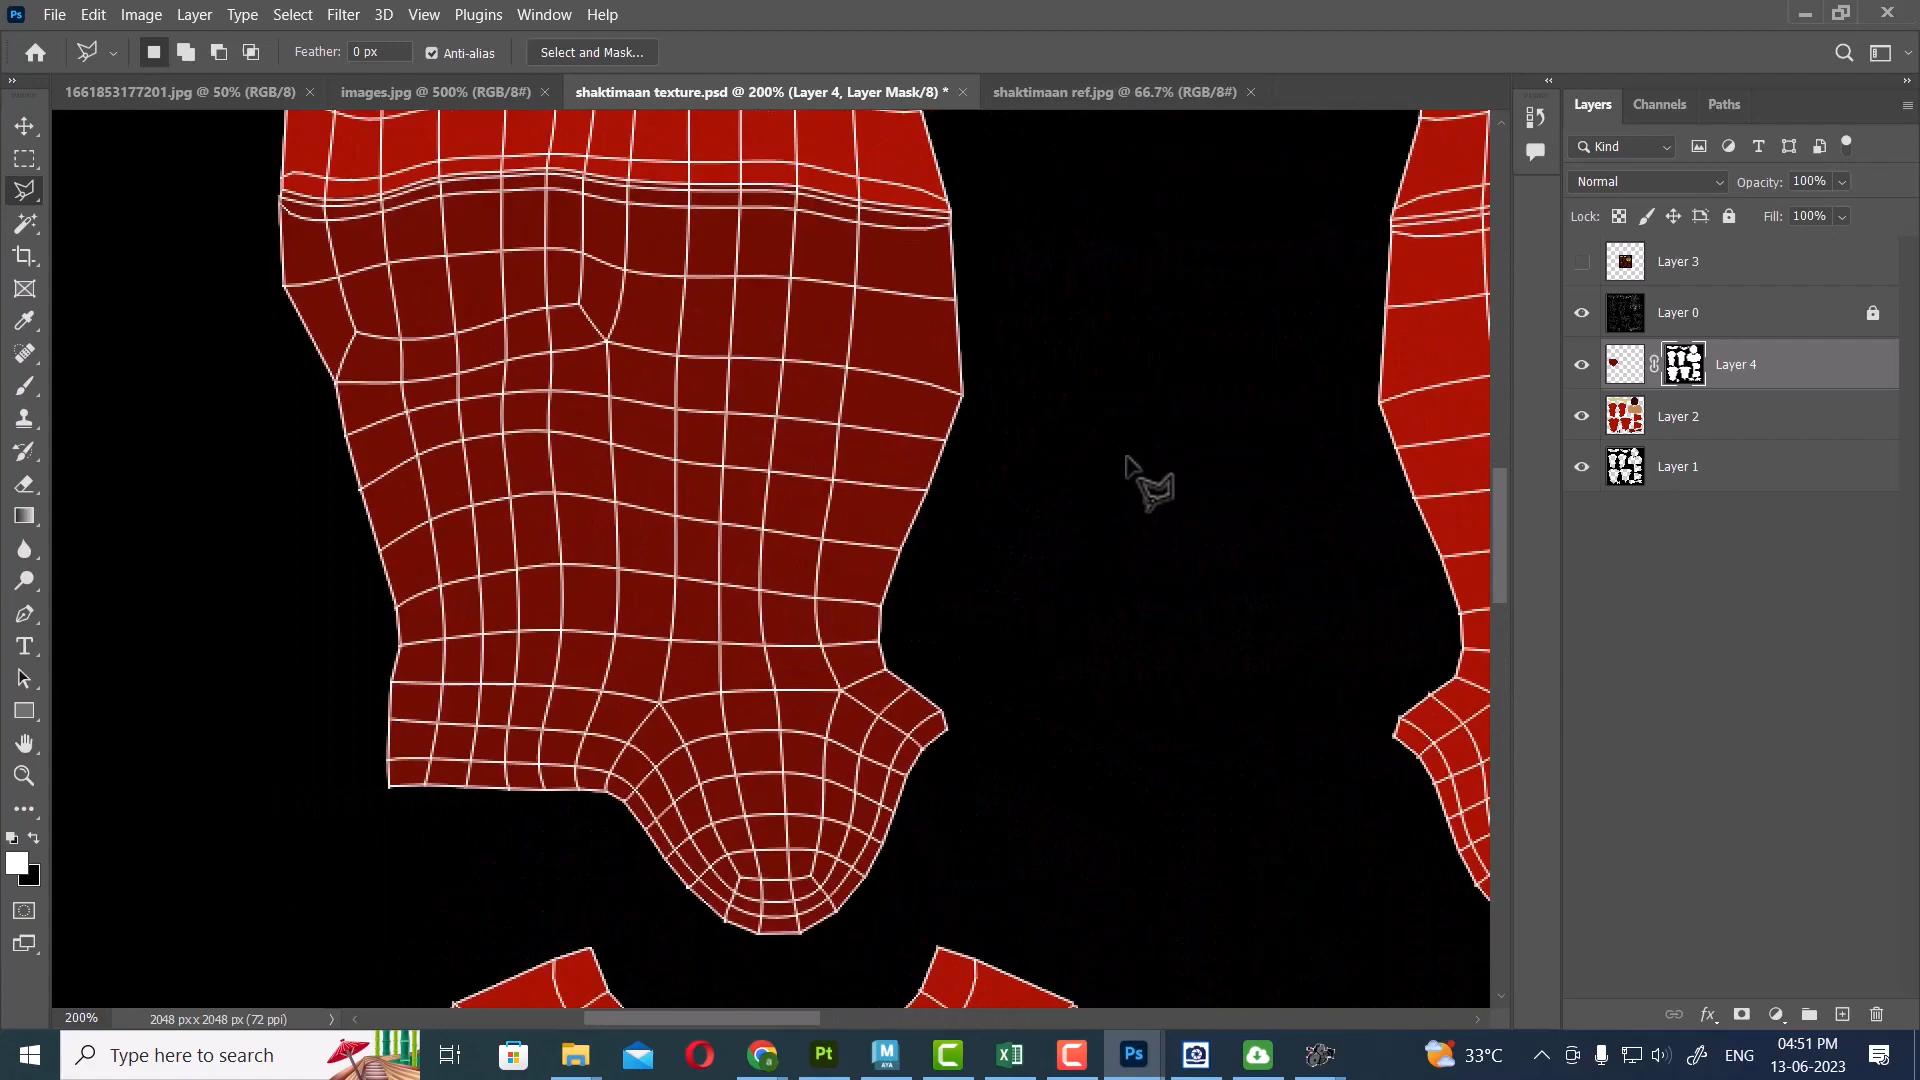 File Edit Image Layer Type Select Filter 3D View Plugins Window Help
Feather: 0 px Anti-alias Select and Mask...
1661853177201.jpg @ 50% (RGB/8) images.jpg @ 500% (RGB/8#) shaktimaan texture.psd @ 200% (Layer 4, Layer Mask/8) * shaktimaan ref.jpg @ 66.7% (RGB/8#)
Layers Channels Paths
Kind
Normal Opacity: 100%
Lock: Fill: 100%
Layer 3
Layer 0
Layer 4
Layer 2
Layer 1
200% 2048 px x 2048 px (72 ppi)
Type here to search
33°C ENG 04:51 PM
13-06-2023